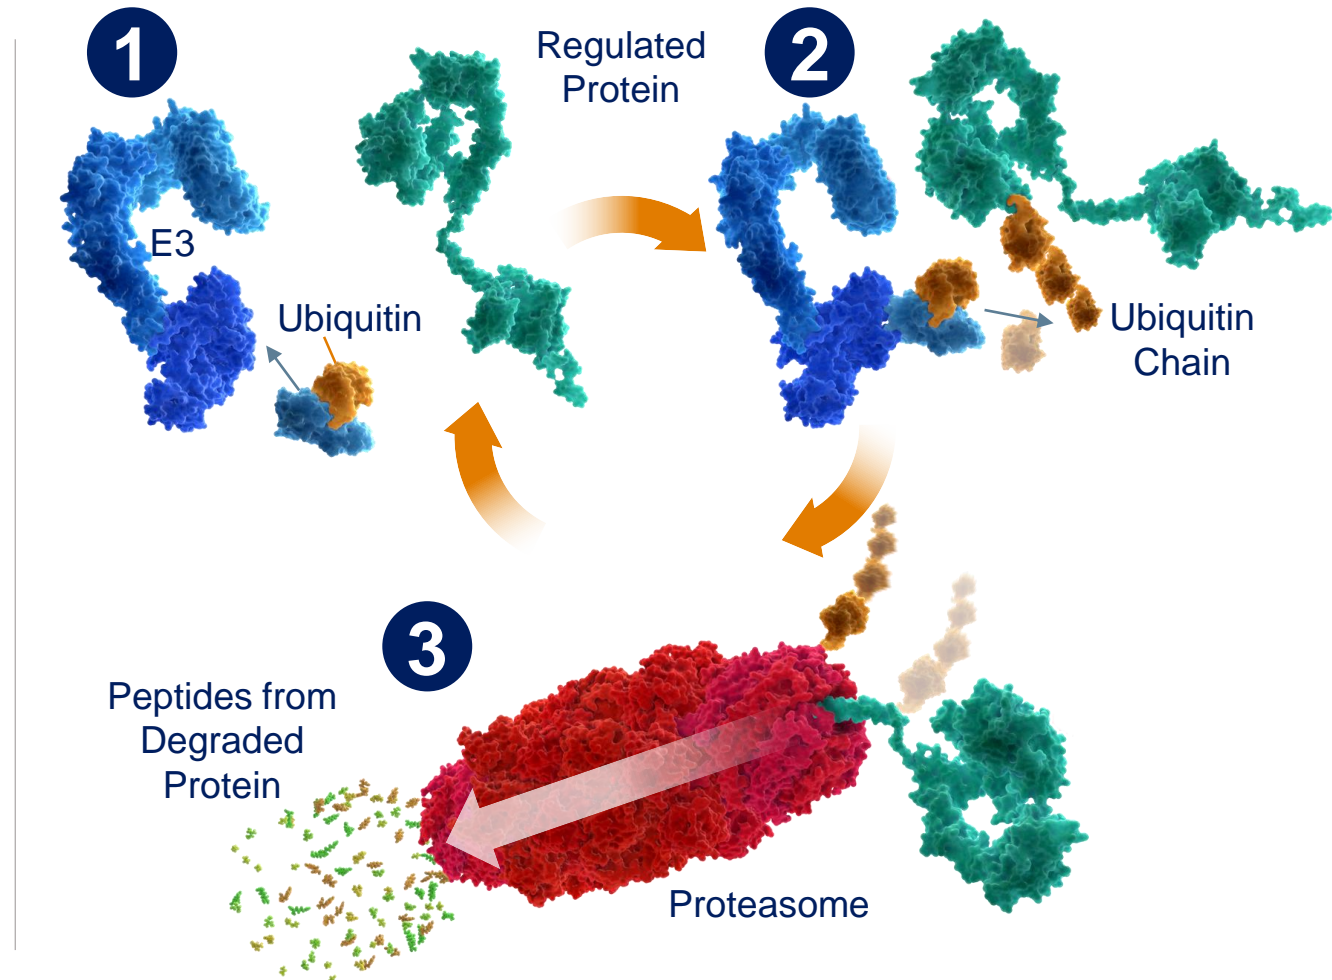 1
Regulated
Protein
2
E3
Ubiquitin
Ubiquitin
Chain
3
Peptides from
Degraded
Protein
Proteasome